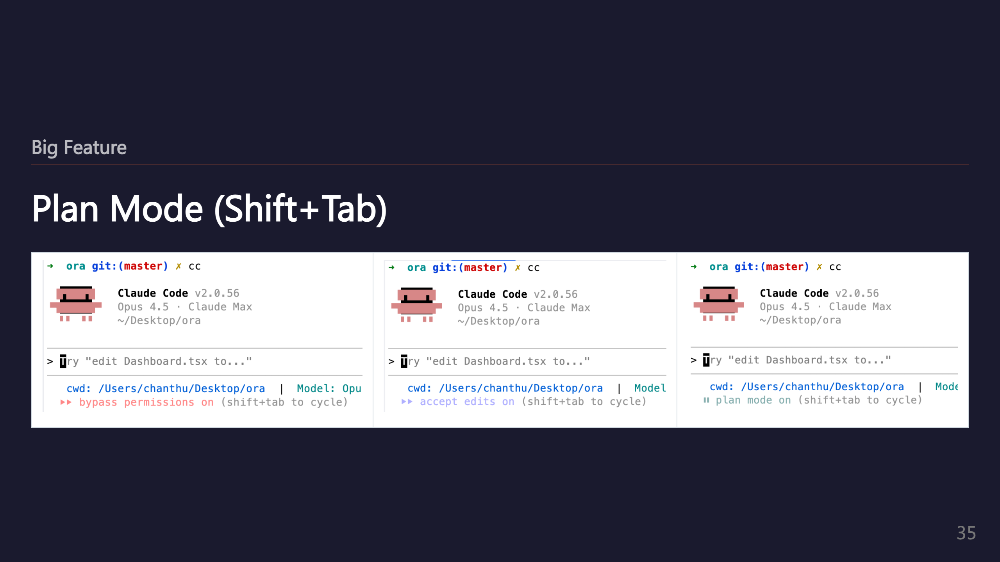 Big Feature
Plan Mode (Shift+Tab)
➜ ora git:(master) ✗ cc
Claude Code v2.0.56
Opus 4.5 · Claude Max
~/Desktop/ora
> Try "edit Dashboard.tsx to..."
cwd: /Users/chanthu/Desktop/ora | Model: Opu
⏵⏵ bypass permissions on (shift+tab to cycle)
➜ ora git:(master) ✗ cc
Claude Code v2.0.56
Opus 4.5 · Claude Max
~/Desktop/ora
> Try "edit Dashboard.tsx to..."
cwd: /Users/chanthu/Desktop/ora | Model
⏵⏵ accept edits on (shift+tab to cycle)
➜ ora git:(master) ✗ cc
Claude Code v2.0.56
Opus 4.5 · Claude Max
~/Desktop/ora
> Try "edit Dashboard.tsx to..."
cwd: /Users/chanthu/Desktop/ora | Mode
⏸ plan mode on (shift+tab to cycle)
35